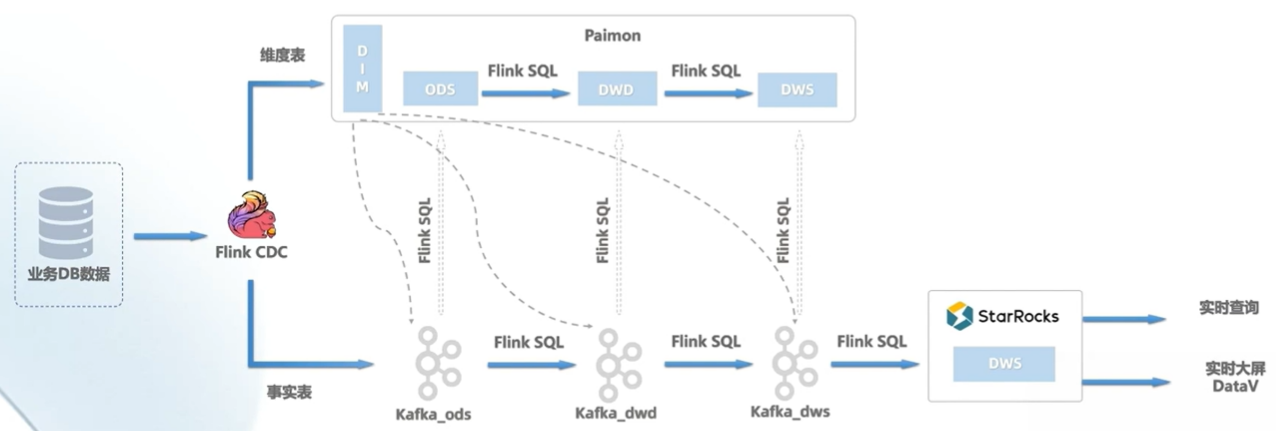 Paimon
维度表
D
I
M
ODS
Flink SQL
DWD
Flink SQL
DWS
业务DB数据
Flink CDC
Flink SQL
Flink SQL
Flink SQL
事实表
Kafka_ods
Flink SQL
Kafka_dwd
Flink SQL
Kafka_dws
Flink SQL
StarRocks
DWS
实时查询
实时大屏
DataV